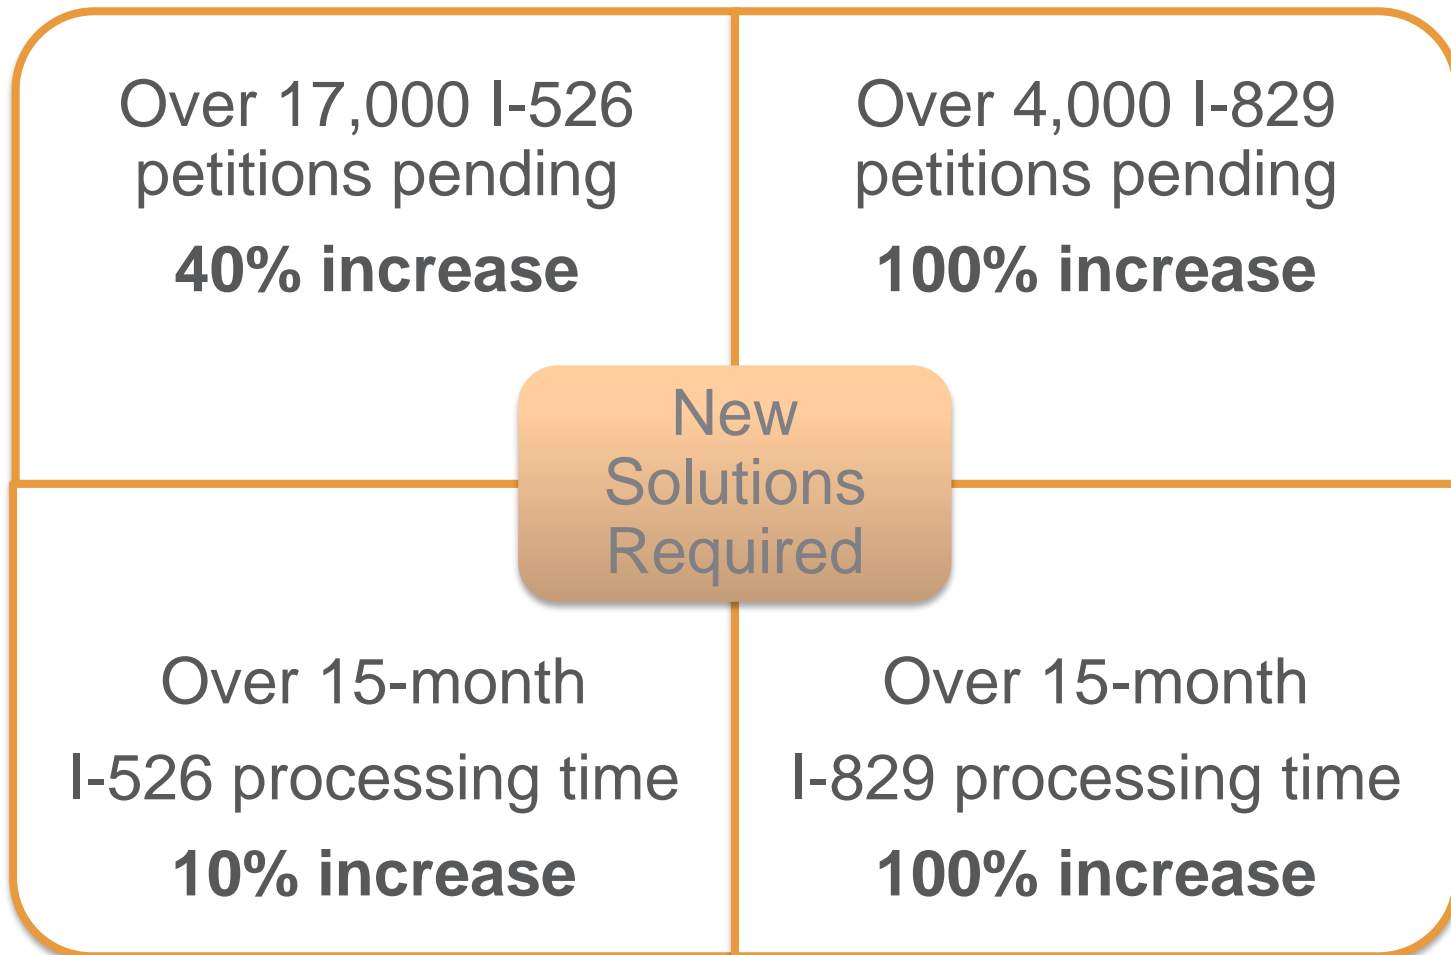 Over 17,000 I-526
petitions pending
40% increase
Over 4,000 I-829
petitions pending
100% increase
New
Solutions
Required
Over 15-month
I-526 processing time
10% increase
Over 15-month
I-829 processing time
100% increase